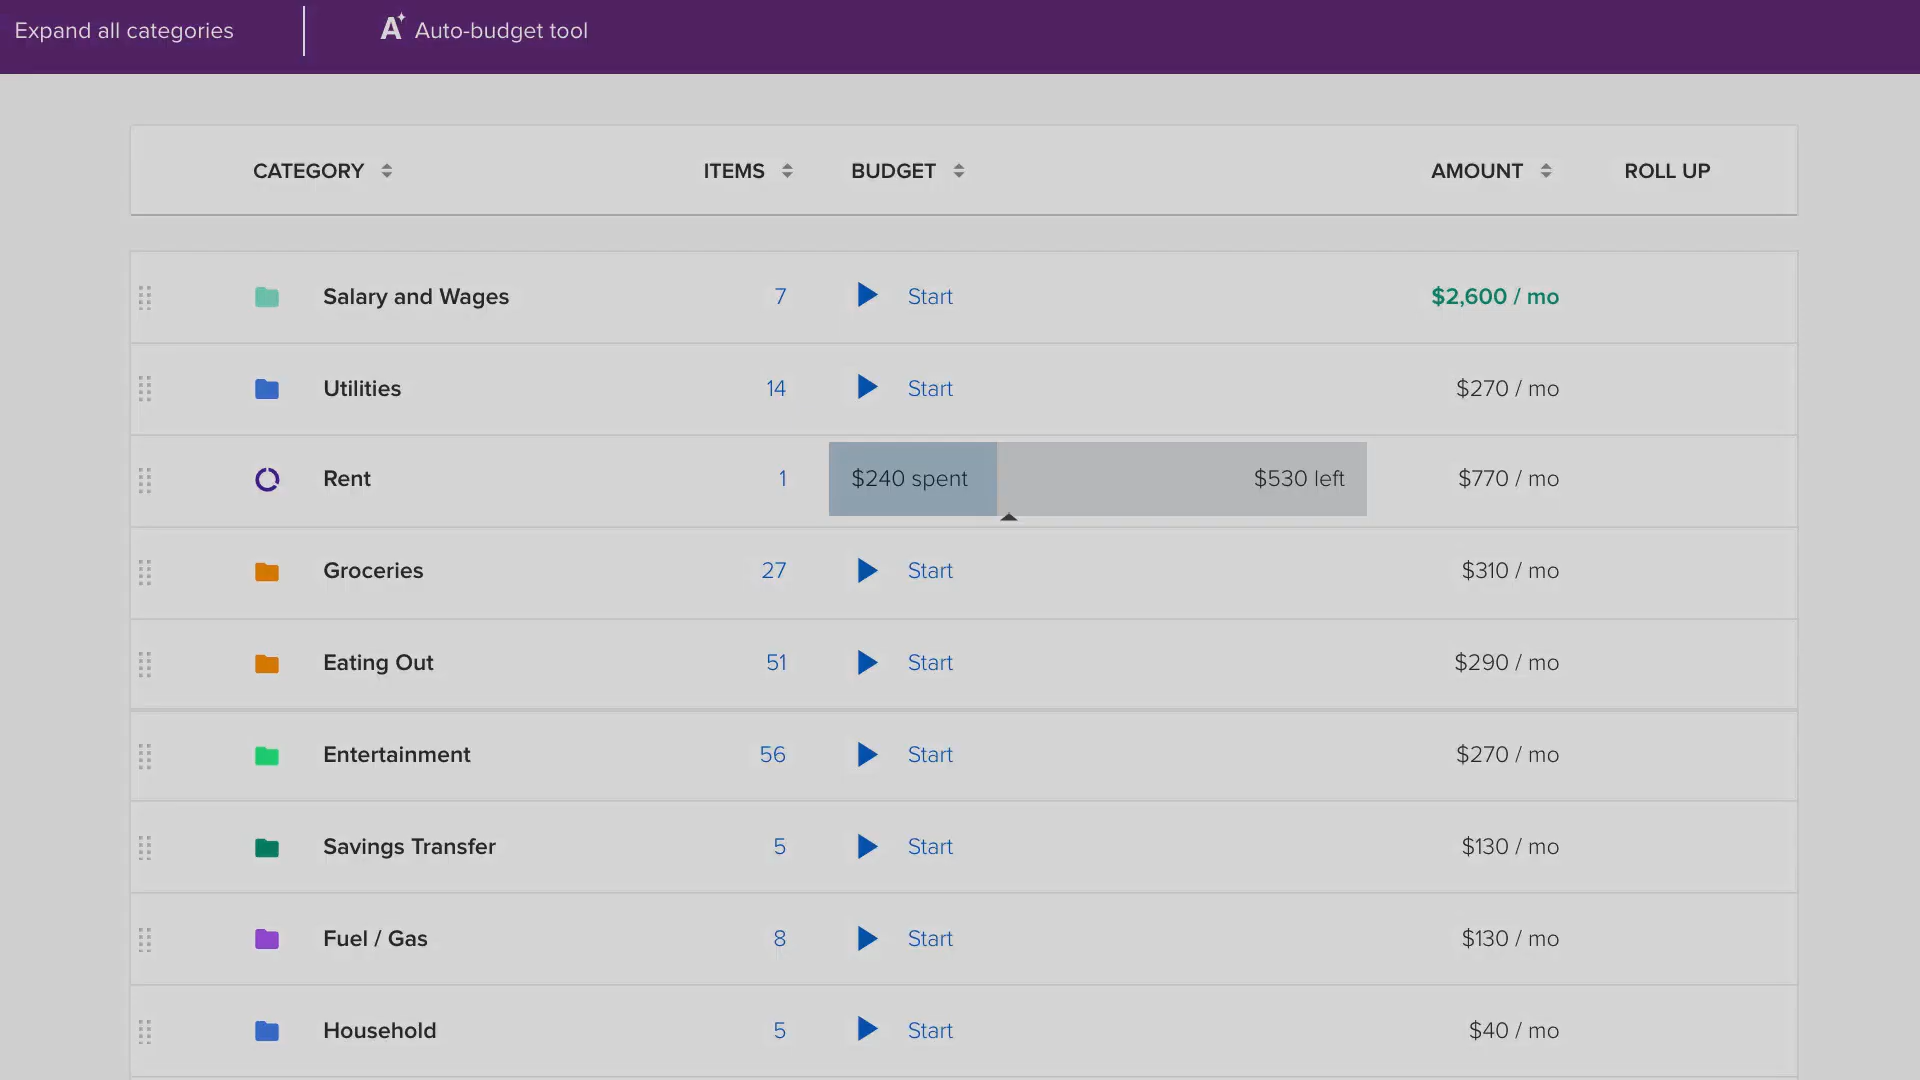 Expand all categories
Auto-budget tool
CATEGORY ITEMS BUDGET AMOUNT ROLL UP
Salary and Wages 7 Start $2,600 / mo
Utilities 14 Start $270 / mo
Rent 1 $240 spent $530 left $770 / mo
Groceries 27 Start $310 / mo
Eating Out 51 Start $290 / mo
Entertainment 56 Start $270 / mo
Savings Transfer 5 Start $130 / mo
Fuel / Gas 8 Start $130 / mo
Household 5 Start $40 / mo